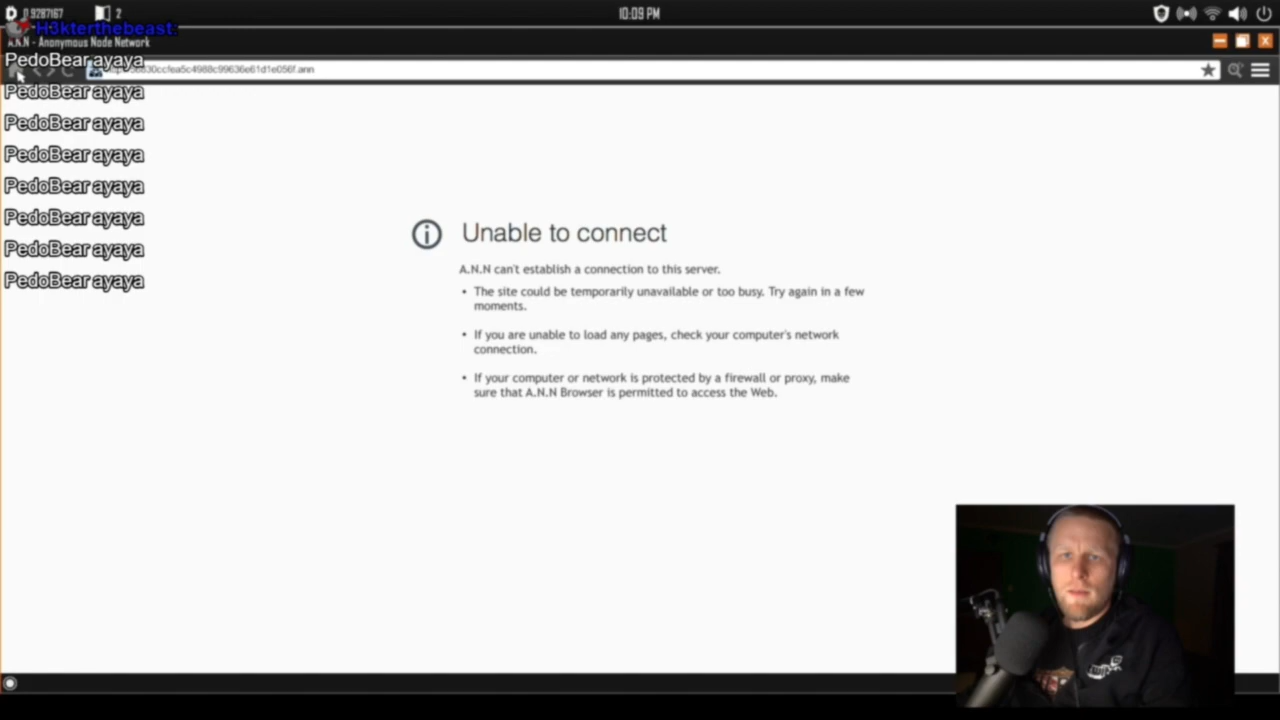 0.9287167
2
10:09 PM
H3kterthebeast:
A.N.N - Anonymous Node Network
PedoBear ayaya
PedoBear ayaya
PedoBear ayaya
PedoBear ayaya
PedoBear ayaya
PedoBear ayaya
PedoBear ayaya
PedoBear ayaya
Unable to connect
A.N.N can't establish a connection to this server.
• The site could be temporarily unavailable or too busy. Try again in a few
moments.
• If you are unable to load any pages, check your computer's network
connection.
• If your computer or network is protected by a firewall or proxy, make
sure that A.N.N Browser is permitted to access the Web.